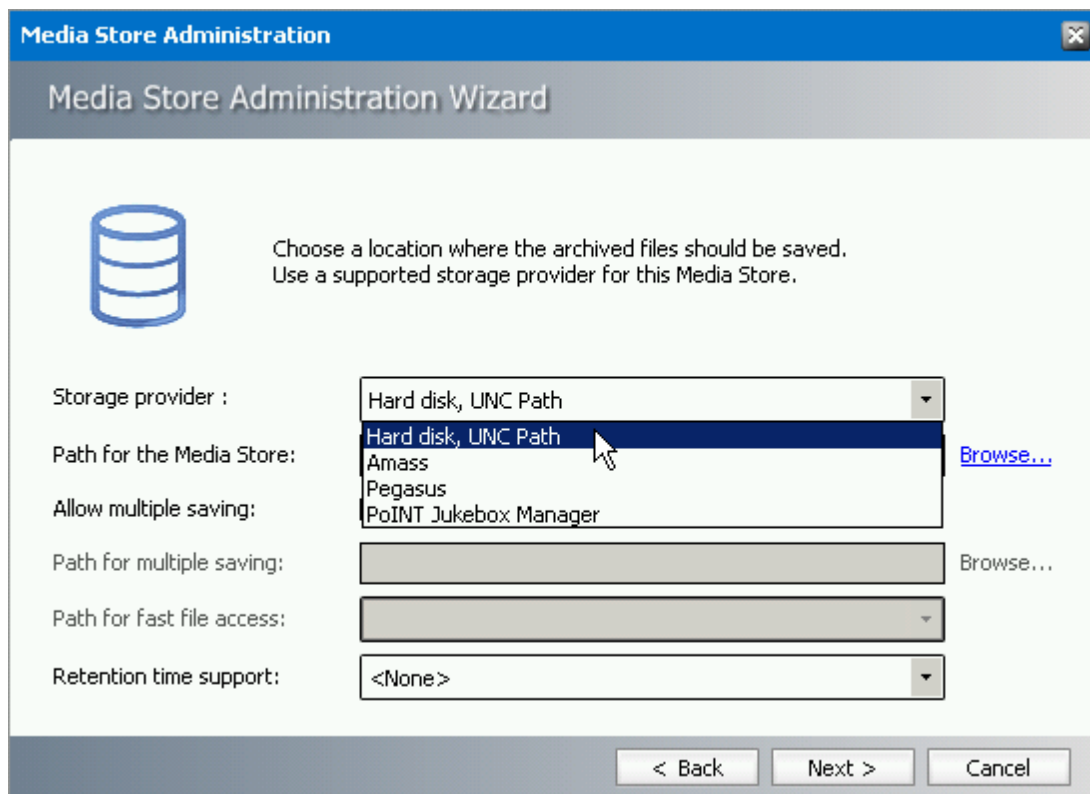 Media Store Administration
Media Store Administration Wizard
Choose a location where the archived files should be saved.
Use a supported storage provider for this Media Store.
Storage provider :
Hard disk, UNC Path
Hard disk, UNC Path
Path for the Media Store:
Browse...
Amass
Pegasus
Allow multiple saving:
PoINT Jukebox Manager
Path for multiple saving:
Browse...
Path for fast file access:
Retention time support:
<None>
< Back
Next >
Cancel